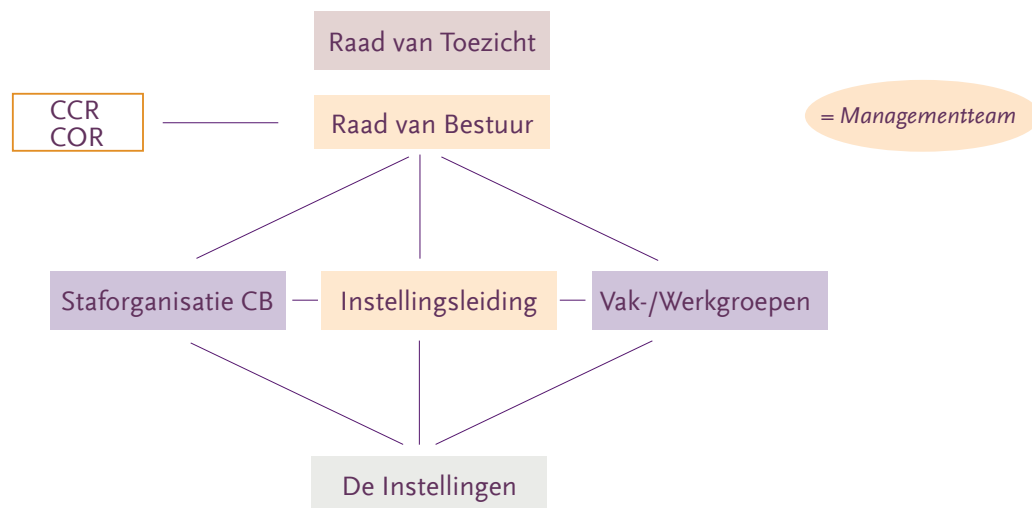 Raad van Toezicht
CCR
COR
Raad van Bestuur
= Managementteam
Staforganisatie CB
Instellingsleiding
Vak-/Werkgroepen
De Instellingen